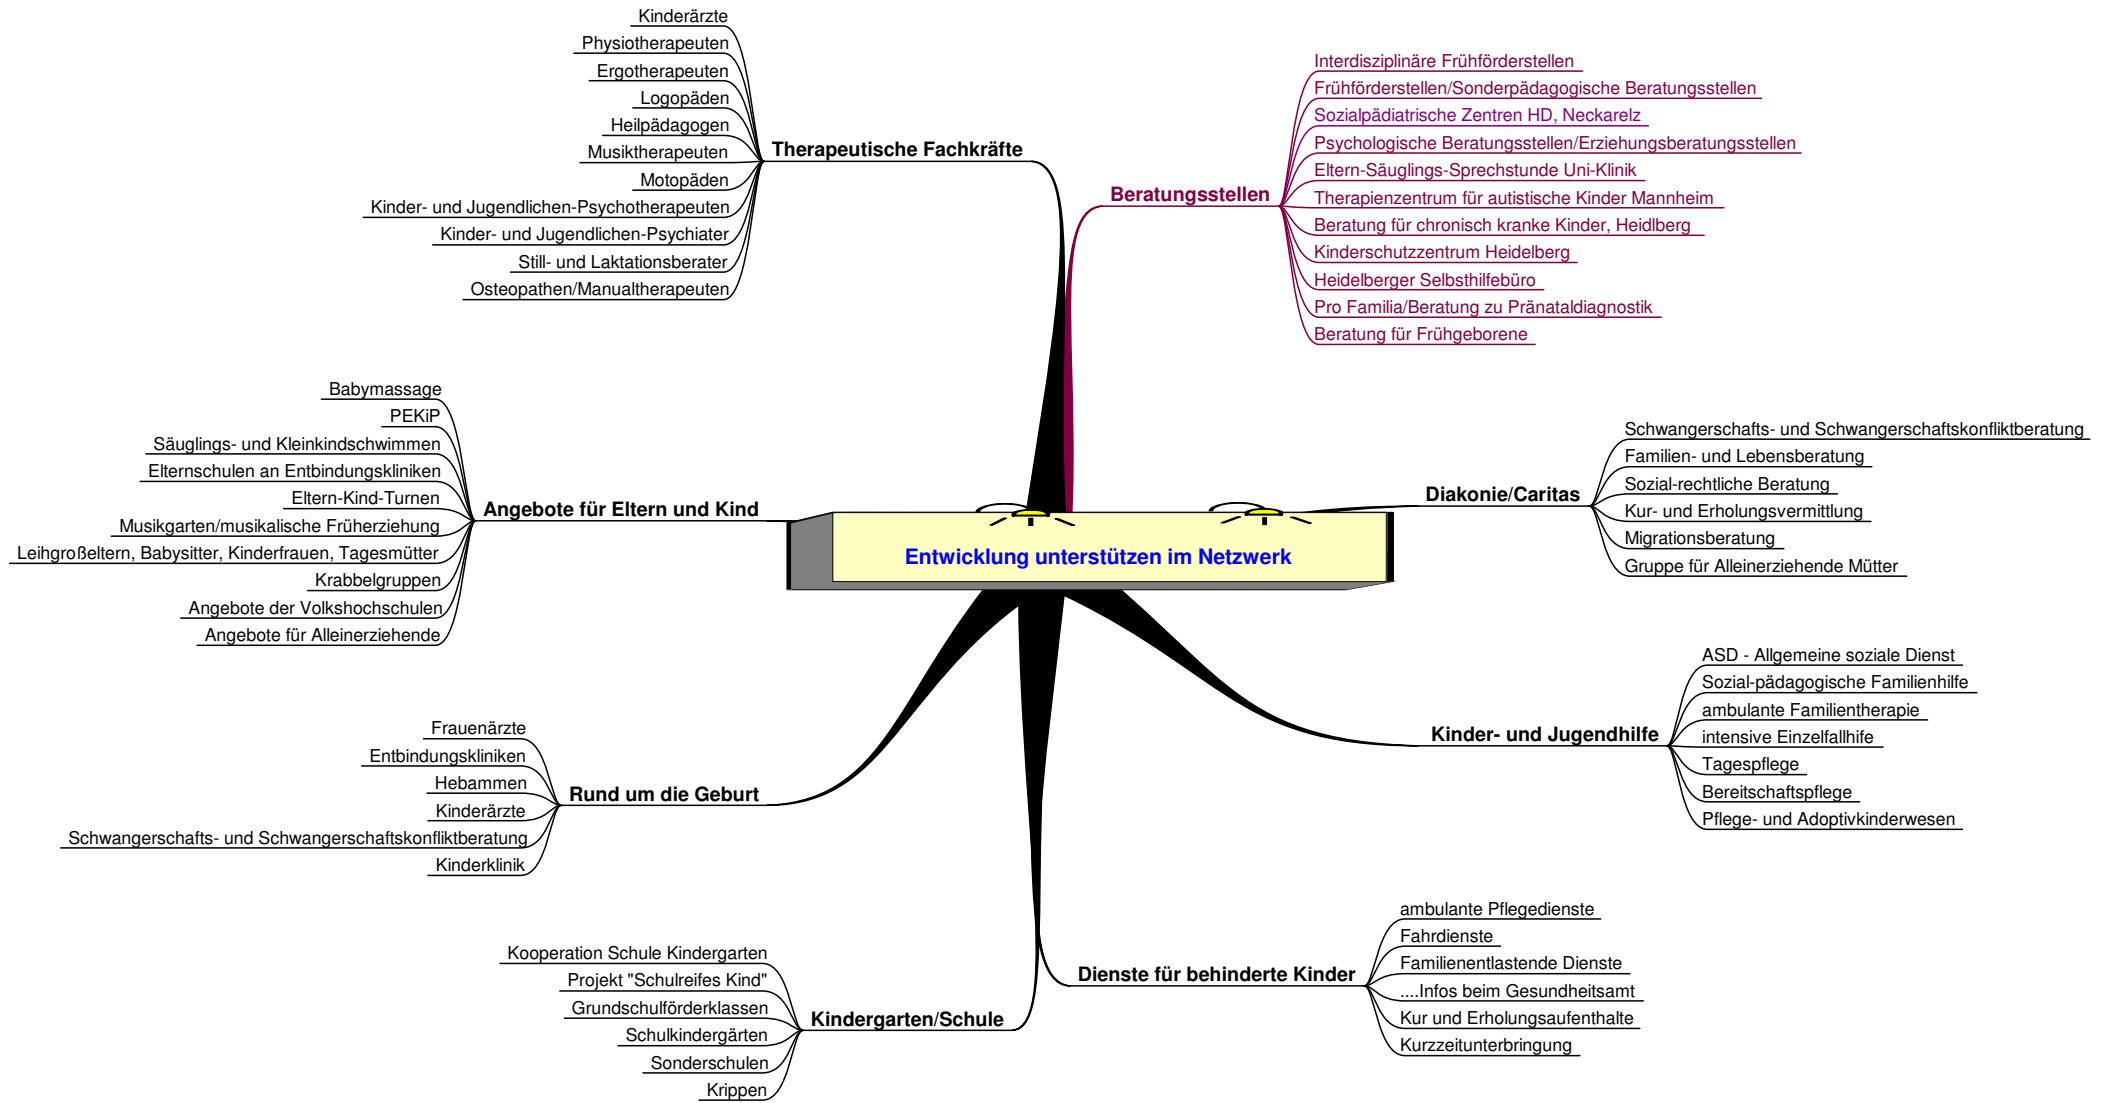 Kinderärzte
Physiotherapeuten
Ergotherapeuten
Logopäden
Heilpädagogen
Musiktherapeuten
Motopäden
Kinder- und Jugendlichen-Psychotherapeuten
Kinder- und Jugendlichen-Psychiater
Still- und Laktationsberater
Osteopathen/Manualtherapeuten
Therapeutische Fachkräfte
Beratungsstellen
Interdisziplinäre Frühförderstellen
Frühförderstellen/Sonderpädagogische Beratungsstellen
Sozialpädiatrische Zentren HD, Neckarelz
Psychologische Beratungsstellen/Erziehungsberatungsstellen
Eltern-Säuglings-Sprechstunde Uni-Klinik
Therapienzentrum für autistische Kinder Mannheim
Beratung für chronisch kranke Kinder, Heidlberg
Kinderschutzzentrum Heidelberg
Heidelberger Selbsthilfebüro
Pro Familia/Beratung zu Pränataldiagnostik
Beratung für Frühgeborene
Babymassage
PEKiP
Säuglings- und Kleinkindschwimmen
Elternschulen an Entbindungskliniken
Eltern-Kind-Turnen
Musikgarten/musikalische Früherziehung
Leihgroßeltern, Babysitter, Kinderfrauen, Tagesmütter
Krabbelgruppen
Angebote der Volkshochschulen
Angebote für Alleinerziehende
Angebote für Eltern und Kind
Entwicklung unterstützen im Netzwerk
Diakonie/Caritas
Schwangerschafts- und Schwangerschaftskonfliktberatung
Familien- und Lebensberatung
Sozial-rechtliche Beratung
Kur- und Erholungsvermittlung
Migrationsberatung
Gruppe für Alleinerziehende Mütter
Kinder- und Jugendhilfe
ASD - Allgemeine soziale Dienst
Sozial-pädagogische Familienhilfe
ambulante Familientherapie
intensive Einzelfallhife
Tagespflege
Bereitschaftspflege
Pflege- und Adoptivkinderwesen
Frauenärzte
Entbindungskliniken
Hebammen
Kinderärzte
Schwangerschafts- und Schwangerschaftskonfliktberatung
Kinderklinik
Rund um die Geburt
Kooperation Schule Kindergarten
Projekt "Schulreifes Kind"
Grundschulförderklassen
Schulkindergärten
Sonderschulen
Krippen
Kindergarten/Schule
Dienste für behinderte Kinder
ambulante Pflegedienste
Fahrdienste
Familienentlastende Dienste
....Infos beim Gesundheitsamt
Kur und Erholungsaufenthalte
Kurzzeitunterbringung